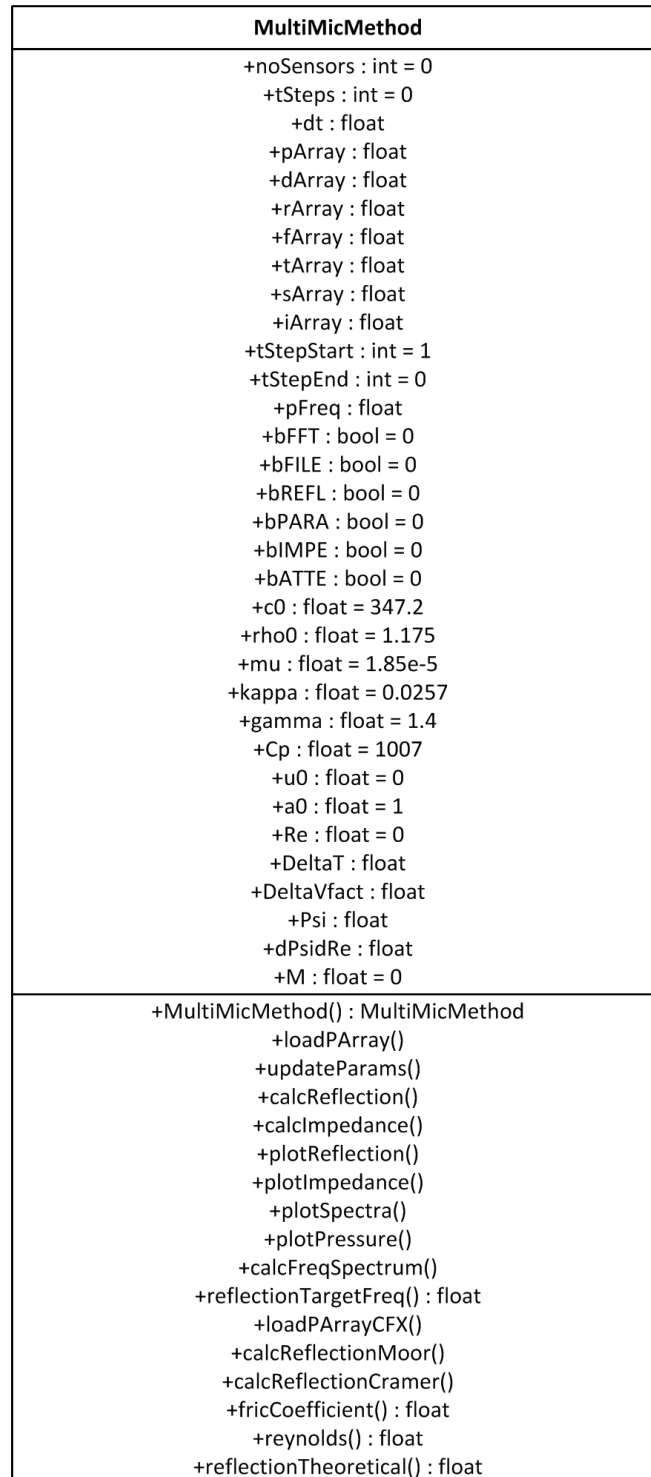 MultiMicMethod
+noSensors : int = 0
+tSteps : int = 0
+dt : float
+pArray : float
+dArray : float
+rArray : float
+fArray : float
+tArray : float
+sArray : float
+iArray : float
+tStepStart : int = 1
+tStepEnd : int = 0
+pFreq : float
+bFFT : bool = 0
+bFILE : bool = 0
+bREFL : bool = 0
+bPARA : bool = 0
+bIMPE : bool = 0
+bATTE : bool = 0
+c0 : float = 347.2
+rho0 : float = 1.175
+mu : float = 1.85e-5
+kappa : float = 0.0257
+gamma : float = 1.4
+Cp : float = 1007
+u0 : float = 0
+a0 : float = 1
+Re : float = 0
+DeltaT : float
+DeltaVfact : float
+Psi : float
+dPsidRe : float
+M : float = 0
+MultiMicMethod() : MultiMicMethod
+loadPArray()
+updateParams()
+calcReflection()
+calcImpedance()
+plotReflection()
+plotImpedance()
+plotSpectra()
+plotPressure()
+calcFreqSpectrum()
+reflectionTargetFreq() : float
+loadPArrayCFX()
+calcReflectionMoor()
+calcReflectionCramer()
+fricCoefficient() : float
+reynolds() : float
+reflectionTheoretical() : float